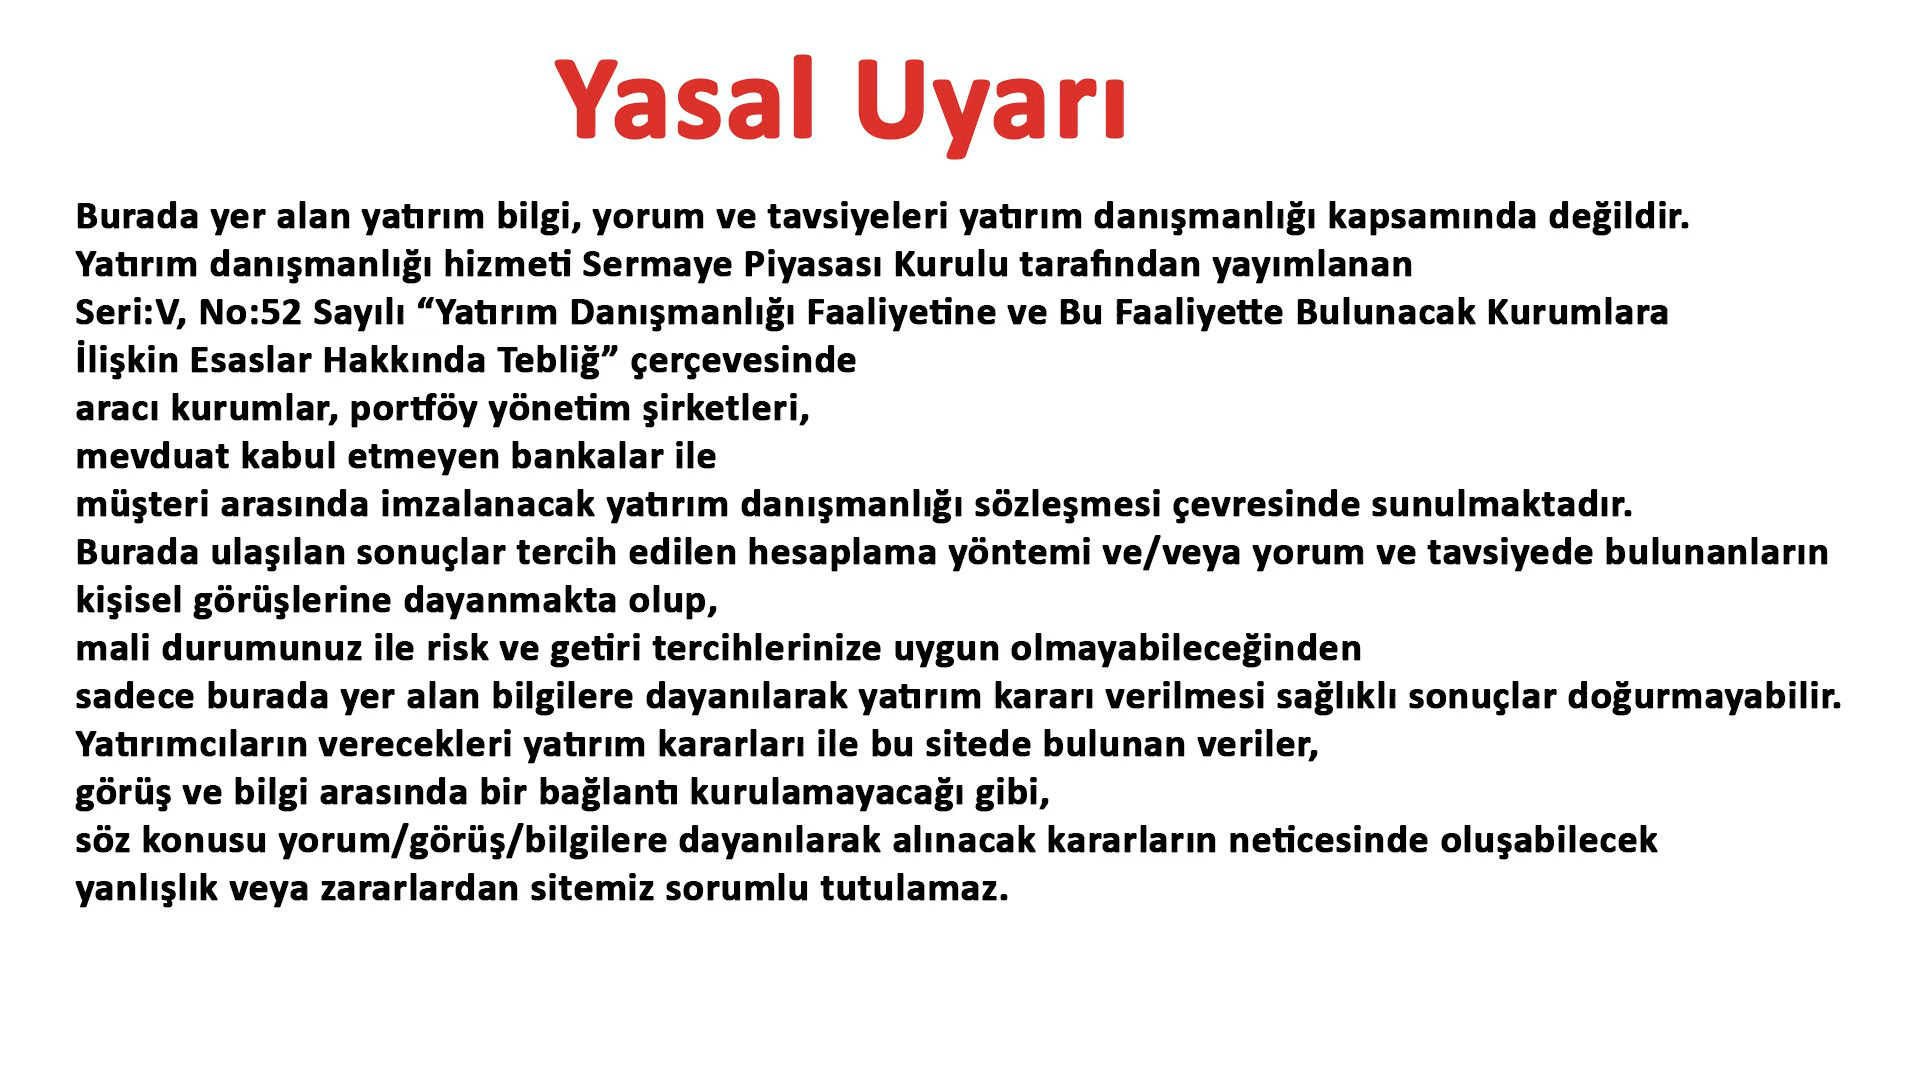 Yasal Uyarı
Burada yer alan yatırım bilgi, yorum ve tavsiyeleri yatırım danışmanlığı kapsamında değildir.
Yatırım danışmanlığı hizmeti Sermaye Piyasası Kurulu tarafından yayımlanan
Seri:V, No:52 Sayılı “Yatırım Danışmanlığı Faaliyetine ve Bu Faaliyette Bulunacak Kurumlara
İlişkin Esaslar Hakkında Tebliğ” çerçevesinde
aracı kurumlar, portföy yönetim şirketleri,
mevduat kabul etmeyen bankalar ile
müşteri arasında imzalanacak yatırım danışmanlığı sözleşmesi çevresinde sunulmaktadır.
Burada ulaşılan sonuçlar tercih edilen hesaplama yöntemi ve/veya yorum ve tavsiyede bulunanların
kişisel görüşlerine dayanmakta olup,
mali durumunuz ile risk ve getiri tercihlerinize uygun olmayabileceğinden
sadece burada yer alan bilgilere dayanılarak yatırım kararı verilmesi sağlıklı sonuçlar doğurmayabilir.
Yatırımcıların verecekleri yatırım kararları ile bu sitede bulunan veriler,
görüş ve bilgi arasında bir bağlantı kurulamayacağı gibi,
söz konusu yorum/görüş/bilgilere dayanılarak alınacak kararların neticesinde oluşabilecek
yanlışlık veya zararlardan sitemiz sorumlu tutulamaz.